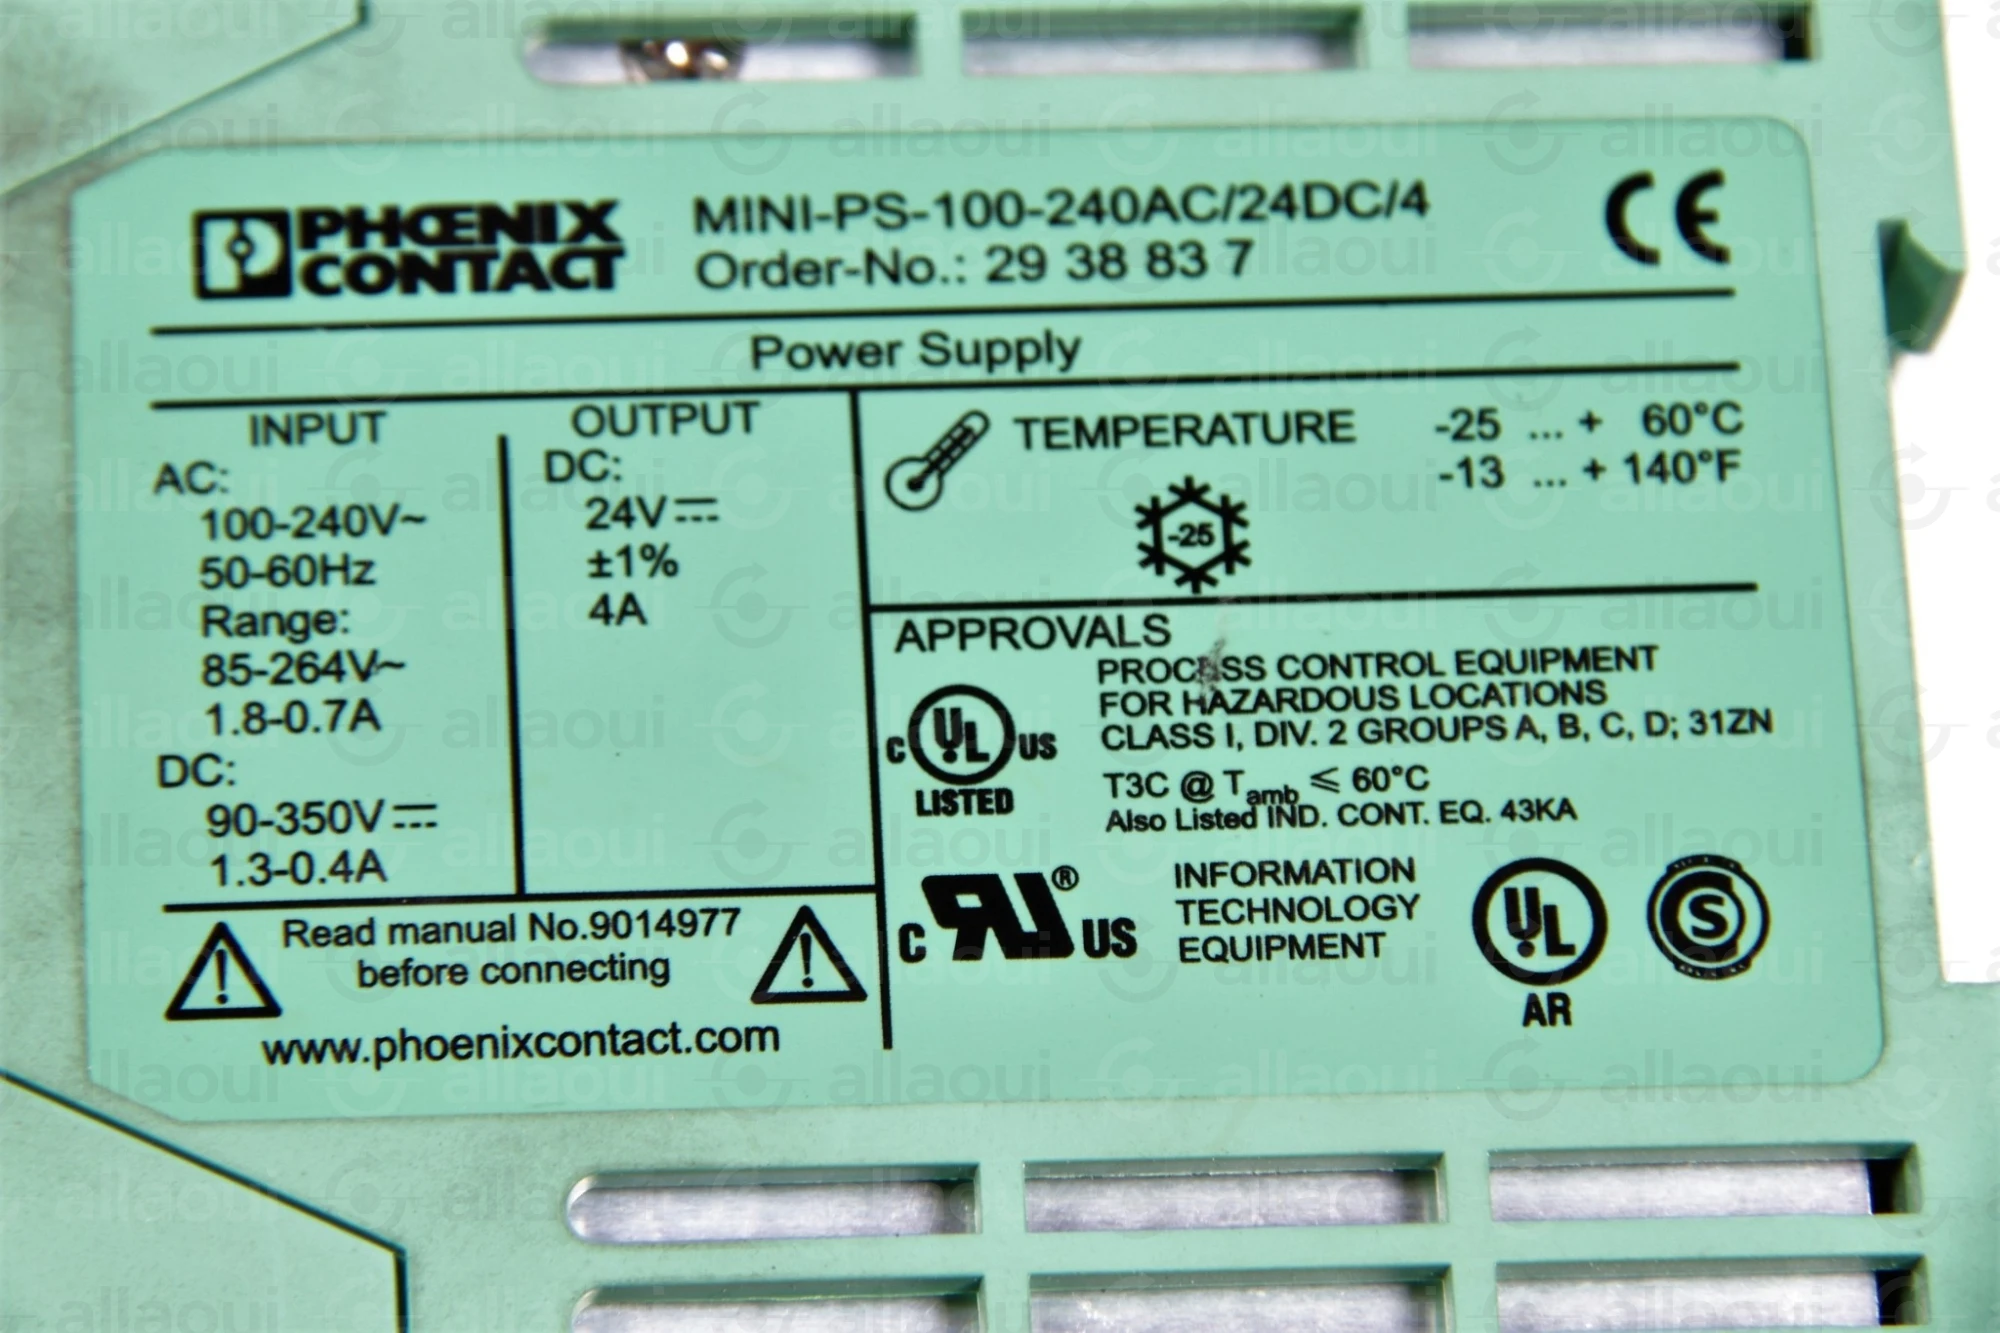 PHOENIX
CONTACT
MINI-PS-100-240AC/24DC/4
Order-No.: 29 38 83 7
CE
Power Supply
INPUT
AC:
100-240V~
50-60Hz
Range:
85-264V~
1.8-0.7A
DC:
90-350V⎓
1.3-0.4A
OUTPUT
DC:
24V⎓
±1%
4A
TEMPERATURE -25 ... + 60°C
-13 ... + 140°F
-25
APPROVALS
PROCESS CONTROL EQUIPMENT
FOR HAZARDOUS LOCATIONS
CLASS I, DIV. 2 GROUPS A, B, C, D; 31ZN
C UL US
LISTED
T3C @ Tamb ⩽ 60°C
Also Listed IND. CONT. EQ. 43KA
C RU ® US
INFORMATION
TECHNOLOGY
EQUIPMENT
UL
AR
S
Read manual No.9014977
before connecting
www.phoenixcontact.com
allaoui